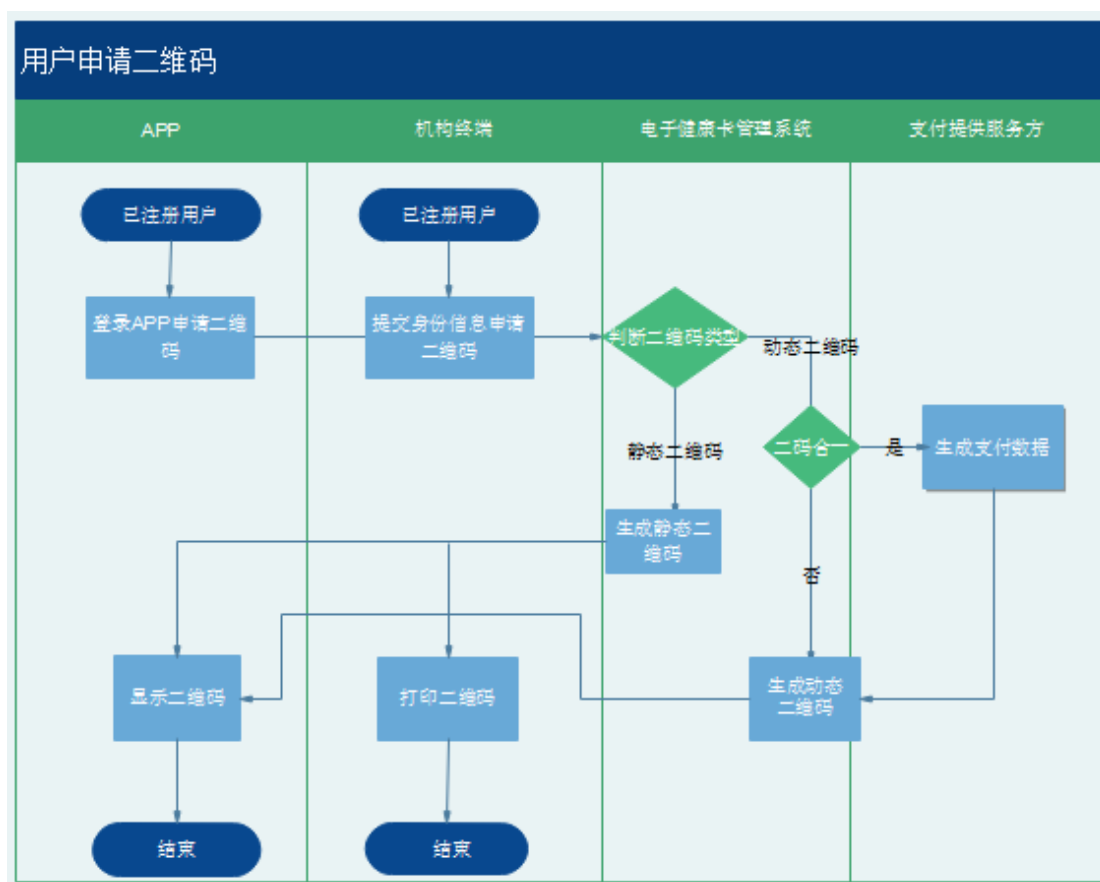 用户申请二维码
APP
机构终端
电子健康卡管理系统
支付提供服务方
已注册用户
已注册用户
登录APP申请二维
码
提交身份信息申请
二维码
判断二维码类型
动态二维码
静态二维码
二码合一
是
生成支付数据
生成静态二
维码
否
显示二维码
打印二维码
生成动态
二维码
结束
结束